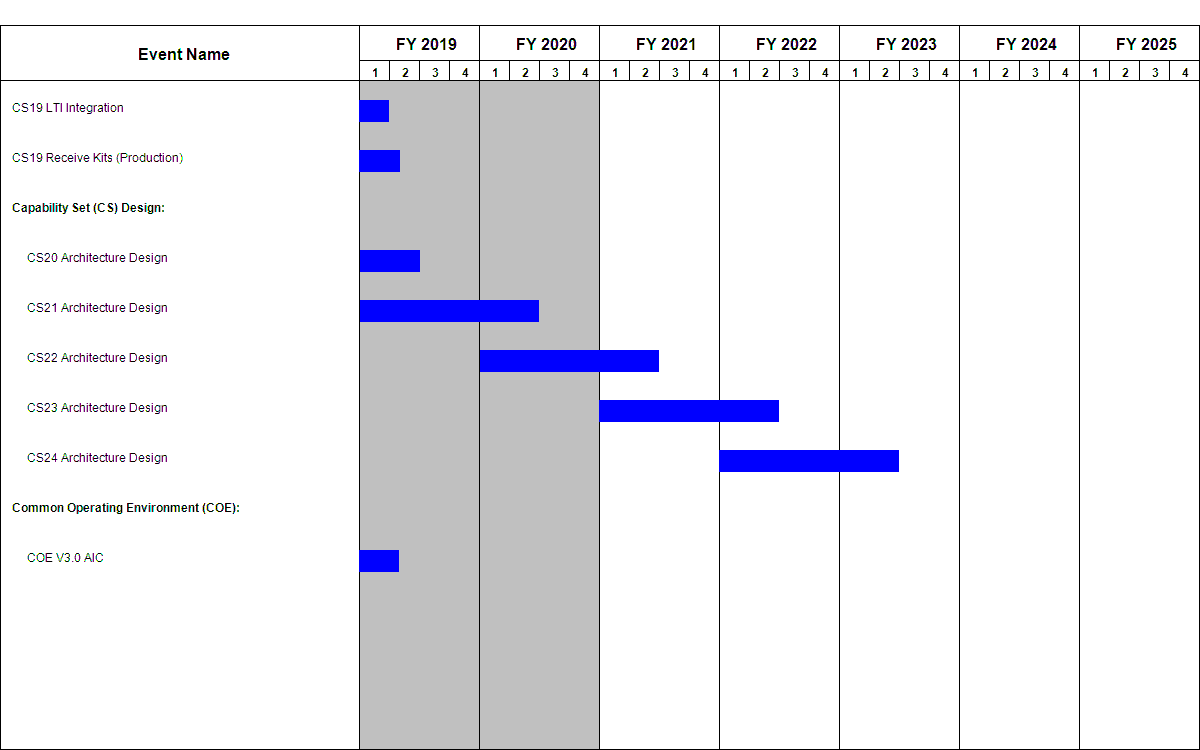 Event Name FY 2019 FY 2020 FY 2021 FY 2022 FY 2023 FY 2024 FY 2025
1 2 3 4 1 2 3 4 1 2 3 4 1 2 3 4 1 2 3 4 1 2 3 4 1 2 3 4
CS19 LTI Integration
CS19 Receive Kits (Production)
Capability Set (CS) Design:
CS20 Architecture Design
CS21 Architecture Design
CS22 Architecture Design
CS23 Architecture Design
CS24 Architecture Design
Common Operating Environment (COE):
COE V3.0 AIC